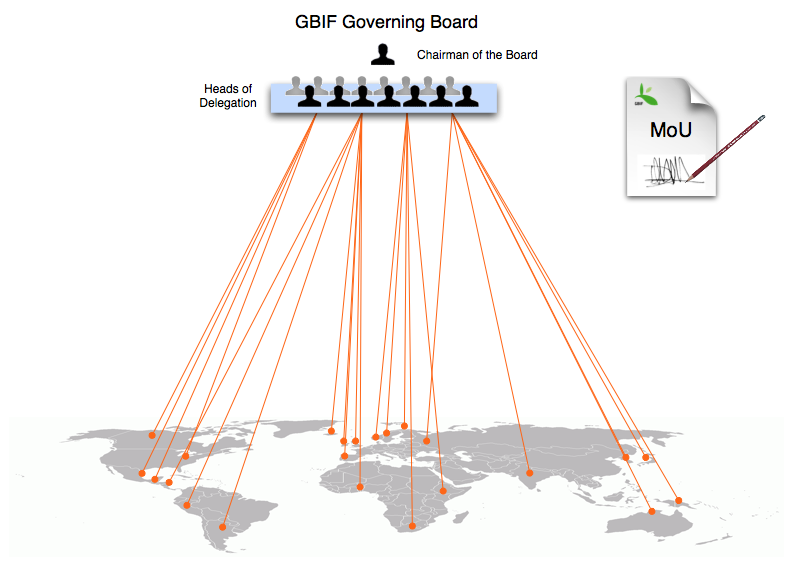 GBIF Governing Board
Chairman of the Board
Heads of
Delegation
GBIF
MoU